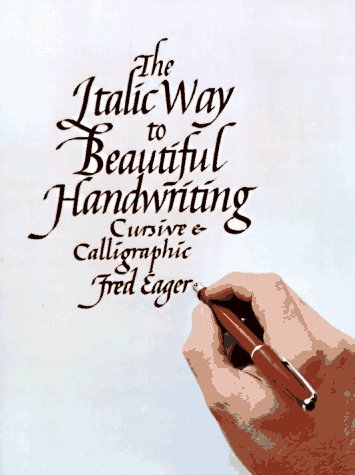 The
Italic Way
to
Beautiful
Handwriting
Cursive &
Calligraphic
Fred Eager